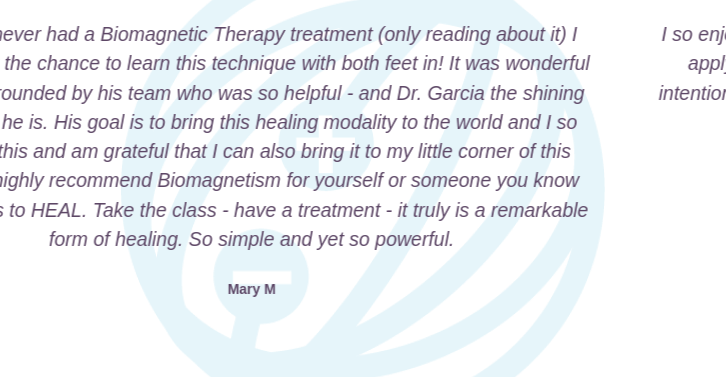 never had a Biomagnetic Therapy treatment (only reading about it) I
the chance to learn this technique with both feet in! It was wonderful
rounded by his team who was so helpful - and Dr. Garcia the shining
he is. His goal is to bring this healing modality to the world and I so
this and am grateful that I can also bring it to my little corner of this
highly recommend Biomagnetism for yourself or someone you know
s to HEAL. Take the class - have a treatment - it truly is a remarkable
form of healing. So simple and yet so powerful.
Mary M
I so enj
appl
intention